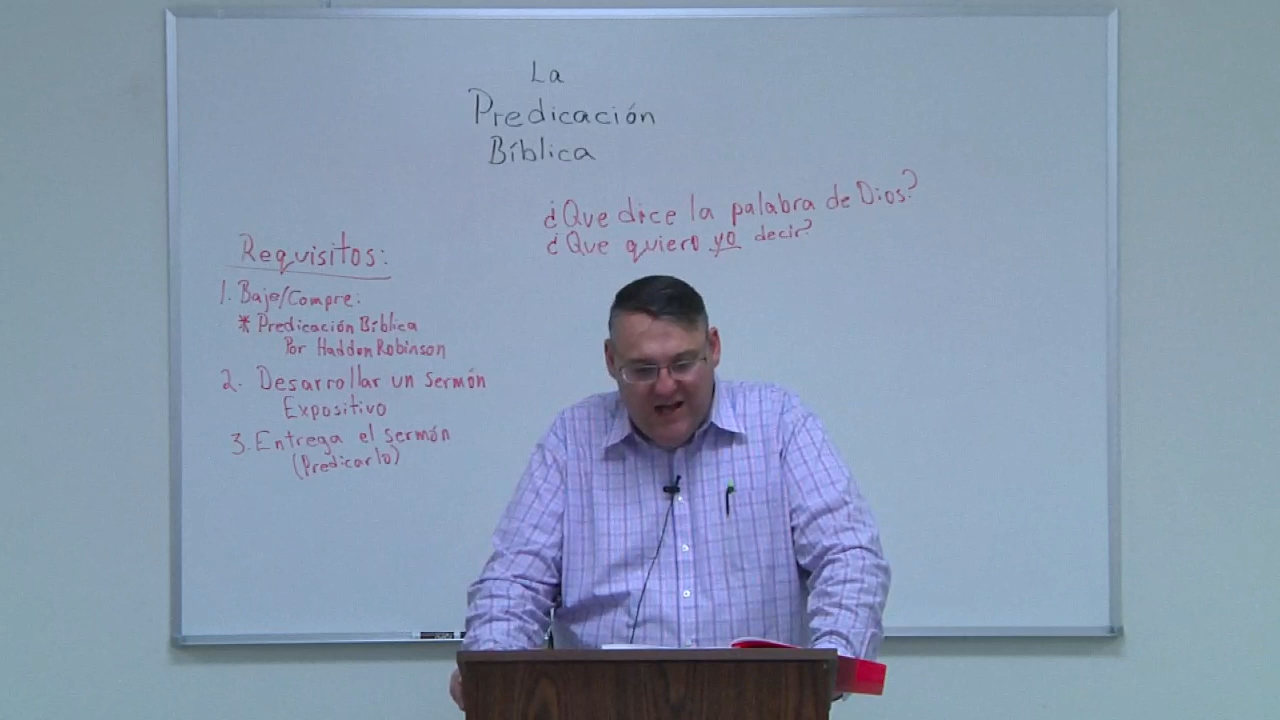 La
Predicación
Bíblica
¿Que dice la palabra de Dios?
¿Que quiero yo decir?
Requisitos:
1. Baje/Compre:
* Predicación Bíblica
Por Haddon Robinson
2. Desarrollar un sermón
Expositivo
3. Entrega el sermón
(Predicarlo)